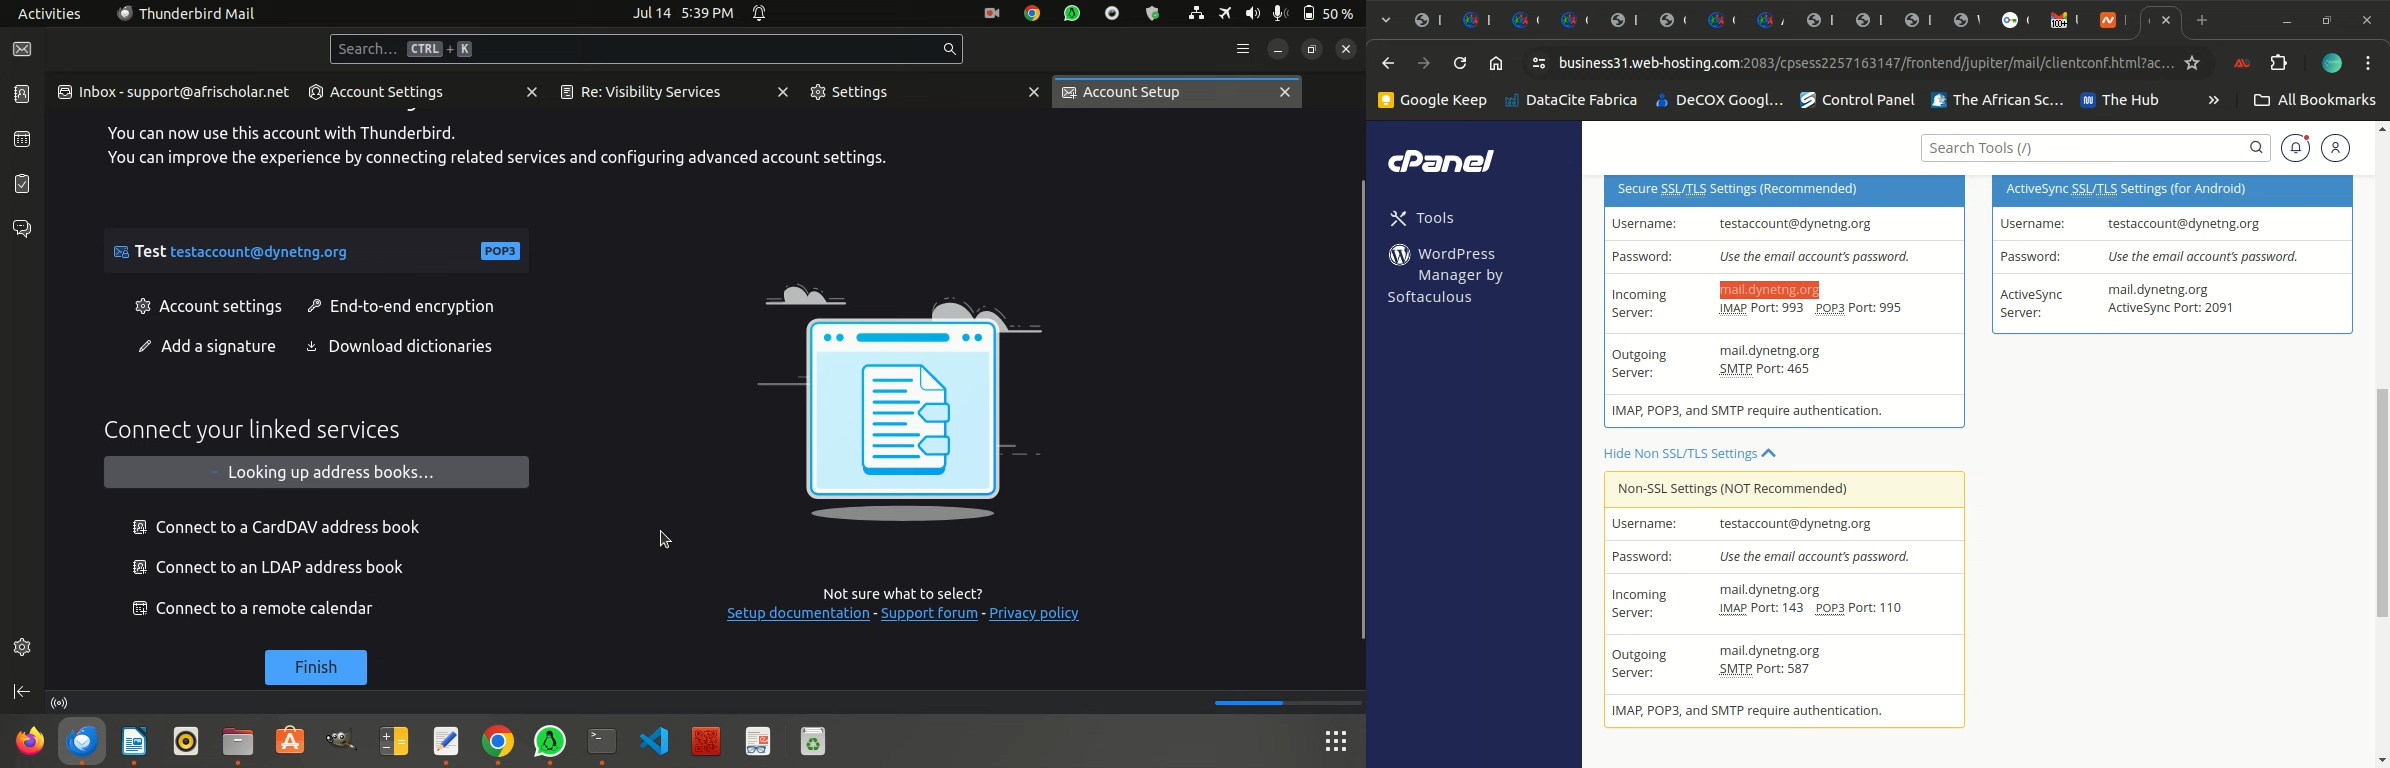 Activities
Thunderbird Mail
Jul 14 5:39 PM
50 %
Search... CTRL + K
Inbox - support@afrischolar.net
Account Settings
Re: Visibility Services
Settings
Account Setup
You can now use this account with Thunderbird.
You can improve the experience by connecting related services and configuring advanced account settings.
Test testaccount@dynetng.org POP3
Account settings
End-to-end encryption
Add a signature
Download dictionaries
Connect your linked services
Looking up address books…
Connect to a CardDAV address book
Connect to an LDAP address book
Connect to a remote calendar
Finish
Not sure what to select?
Setup documentation - Support forum - Privacy policy
business31.web-hosting.com:2083/cpsess2257163147/frontend/jupiter/mail/clientconf.html?ac...
Google Keep
DataCite Fabrica
DeCOX Googl...
Control Panel
The African Sc...
The Hub
All Bookmarks
cPanel
Search Tools (/)
Tools
WordPress
Manager by
Softaculous
Secure SSL/TLS Settings (Recommended)
Username: testaccount@dynetng.org
Password: Use the email account's password.
Incoming Server: mail.dynetng.org
IMAP Port: 993 POP3 Port: 995
Outgoing Server: mail.dynetng.org
SMTP Port: 465
IMAP, POP3, and SMTP require authentication.
ActiveSync SSL/TLS Settings (for Android)
Username: testaccount@dynetng.org
Password: Use the email account's password.
ActiveSync Server: mail.dynetng.org
ActiveSync Port: 2091
Hide Non SSL/TLS Settings
Non-SSL Settings (NOT Recommended)
Username: testaccount@dynetng.org
Password: Use the email account's password.
Incoming Server: mail.dynetng.org
IMAP Port: 143 POP3 Port: 110
Outgoing Server: mail.dynetng.org
SMTP Port: 587
IMAP, POP3, and SMTP require authentication.